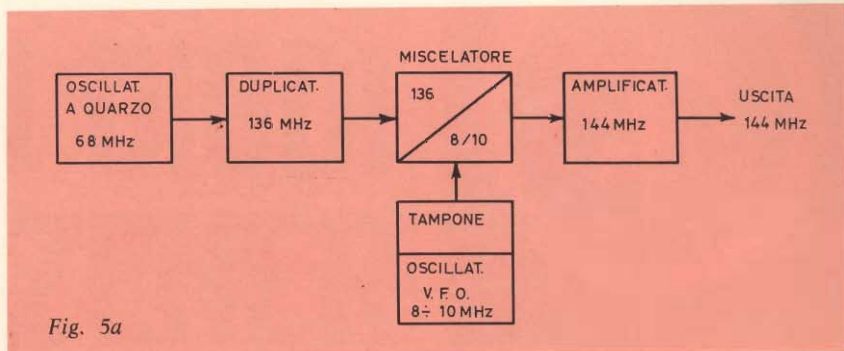 OSCILLAT.
A QUARZO
68 MHz
DUPLICAT.
136 MHz
MISCELATORE
136
8/10
AMPLIFICAT.
144 MHz
USCITA
144 MHz
TAMPONE
OSCILLAT.
V. F. O.
8÷10 MHz
Fig. 5a